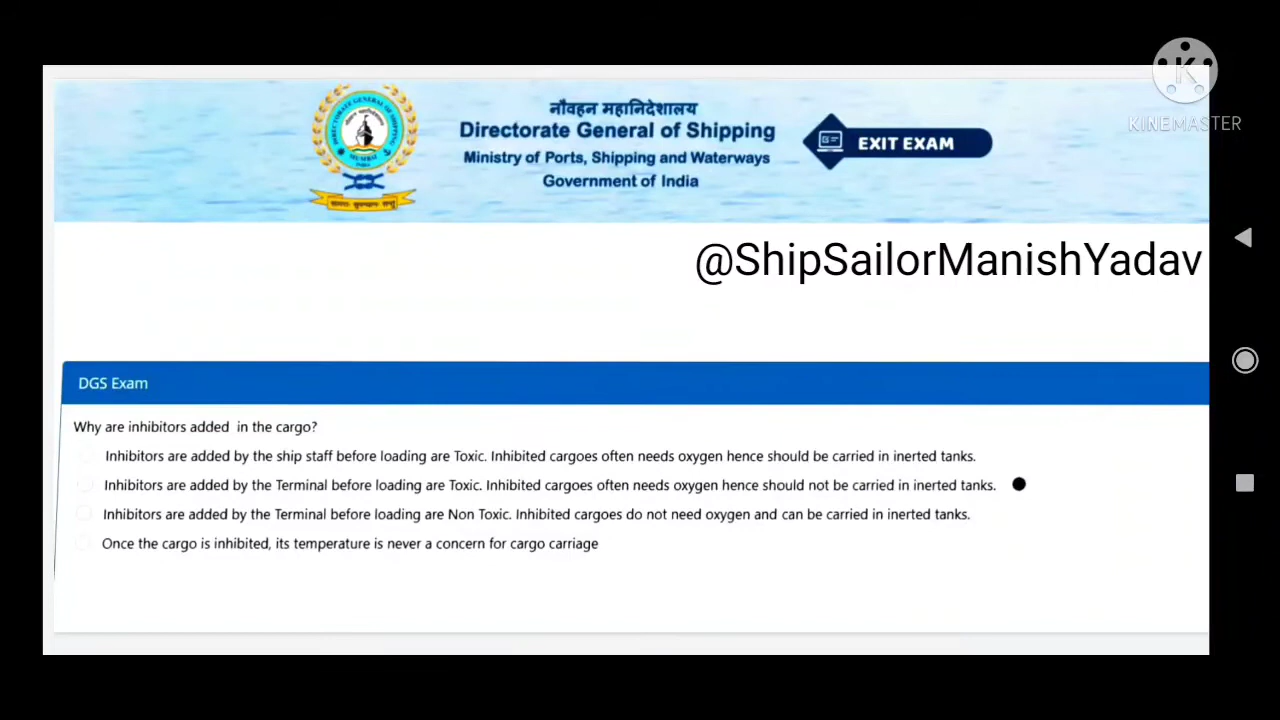 नौवहन महानिदेशालय
Directorate General of Shipping
Ministry of Ports, Shipping and Waterways
Government of India
EXIT EXAM
KINEMASTER
@ShipSailorManishYadav
DGS Exam
Why are inhibitors added in the cargo?
Inhibitors are added by the ship staff before loading are Toxic. Inhibited cargoes often needs oxygen hence should be carried in inerted tanks.
Inhibitors are added by the Terminal before loading are Toxic. Inhibited cargoes often needs oxygen hence should not be carried in inerted tanks.
Inhibitors are added by the Terminal before loading are Non Toxic. Inhibited cargoes do not need oxygen and can be carried in inerted tanks.
Once the cargo is inhibited, its temperature is never a concern for cargo carriage